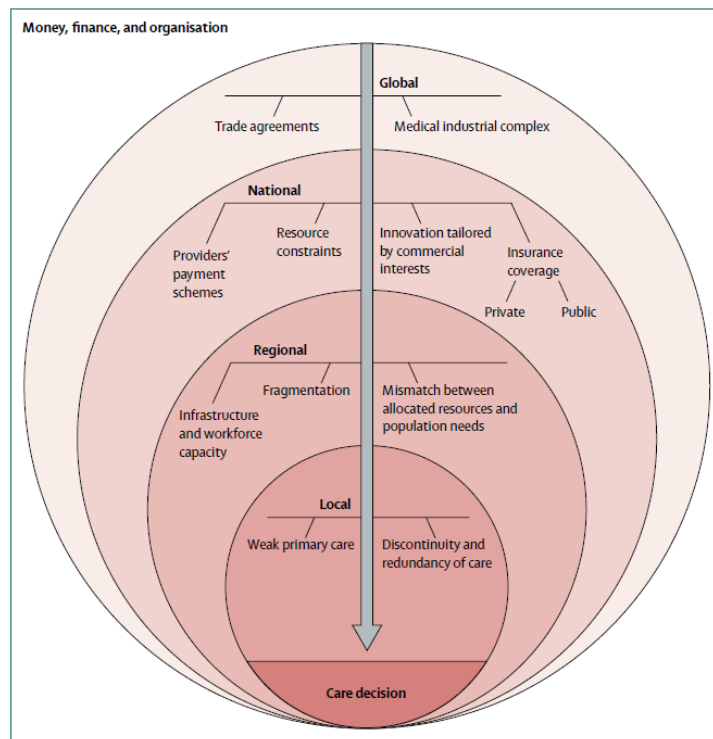 Money, finance, and organisation
Global
Trade agreements
Medical industrial complex
National
Providers'
payment
schemes
Resource
constraints
Innovation tailored
by commercial
interests
Insurance
coverage
Private
Public
Regional
Infrastructure
and workforce
capacity
Fragmentation
Mismatch between
allocated resources and
population needs
Local
Weak primary care
Discontinuity and
redundancy of care
Care decision